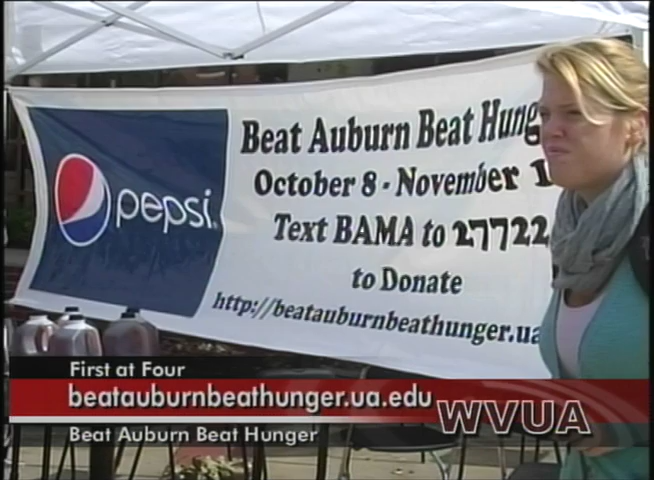 pepsi
Beat Auburn Beat Hung
October 8 - November 1
Text BAMA to 27722
to Donate
http://beatauburnbeathunger.ua
First at Four
beatauburnbeathunger.ua.edu
WVUA
Beat Auburn Beat Hunger